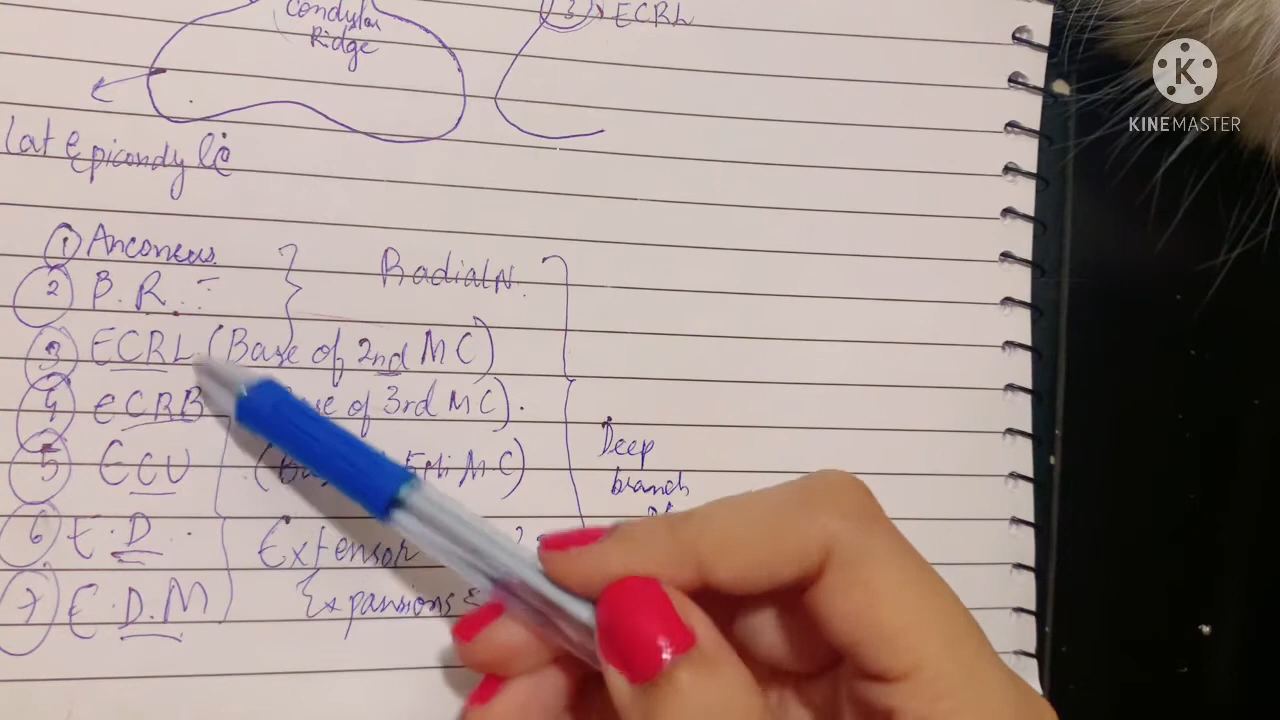 Condylar
Ridge
3 ECRL
Lat Epicondyle
1 Anconeus
2 B.R.
Radial N.
3 ECRL (Base of 2nd MC)
4 ECRB of 3rd MC).
5 ECU ( MC)
Deep
branch
6 E.D Extensor
7 E.D.M Expansions
K
KINEMASTER